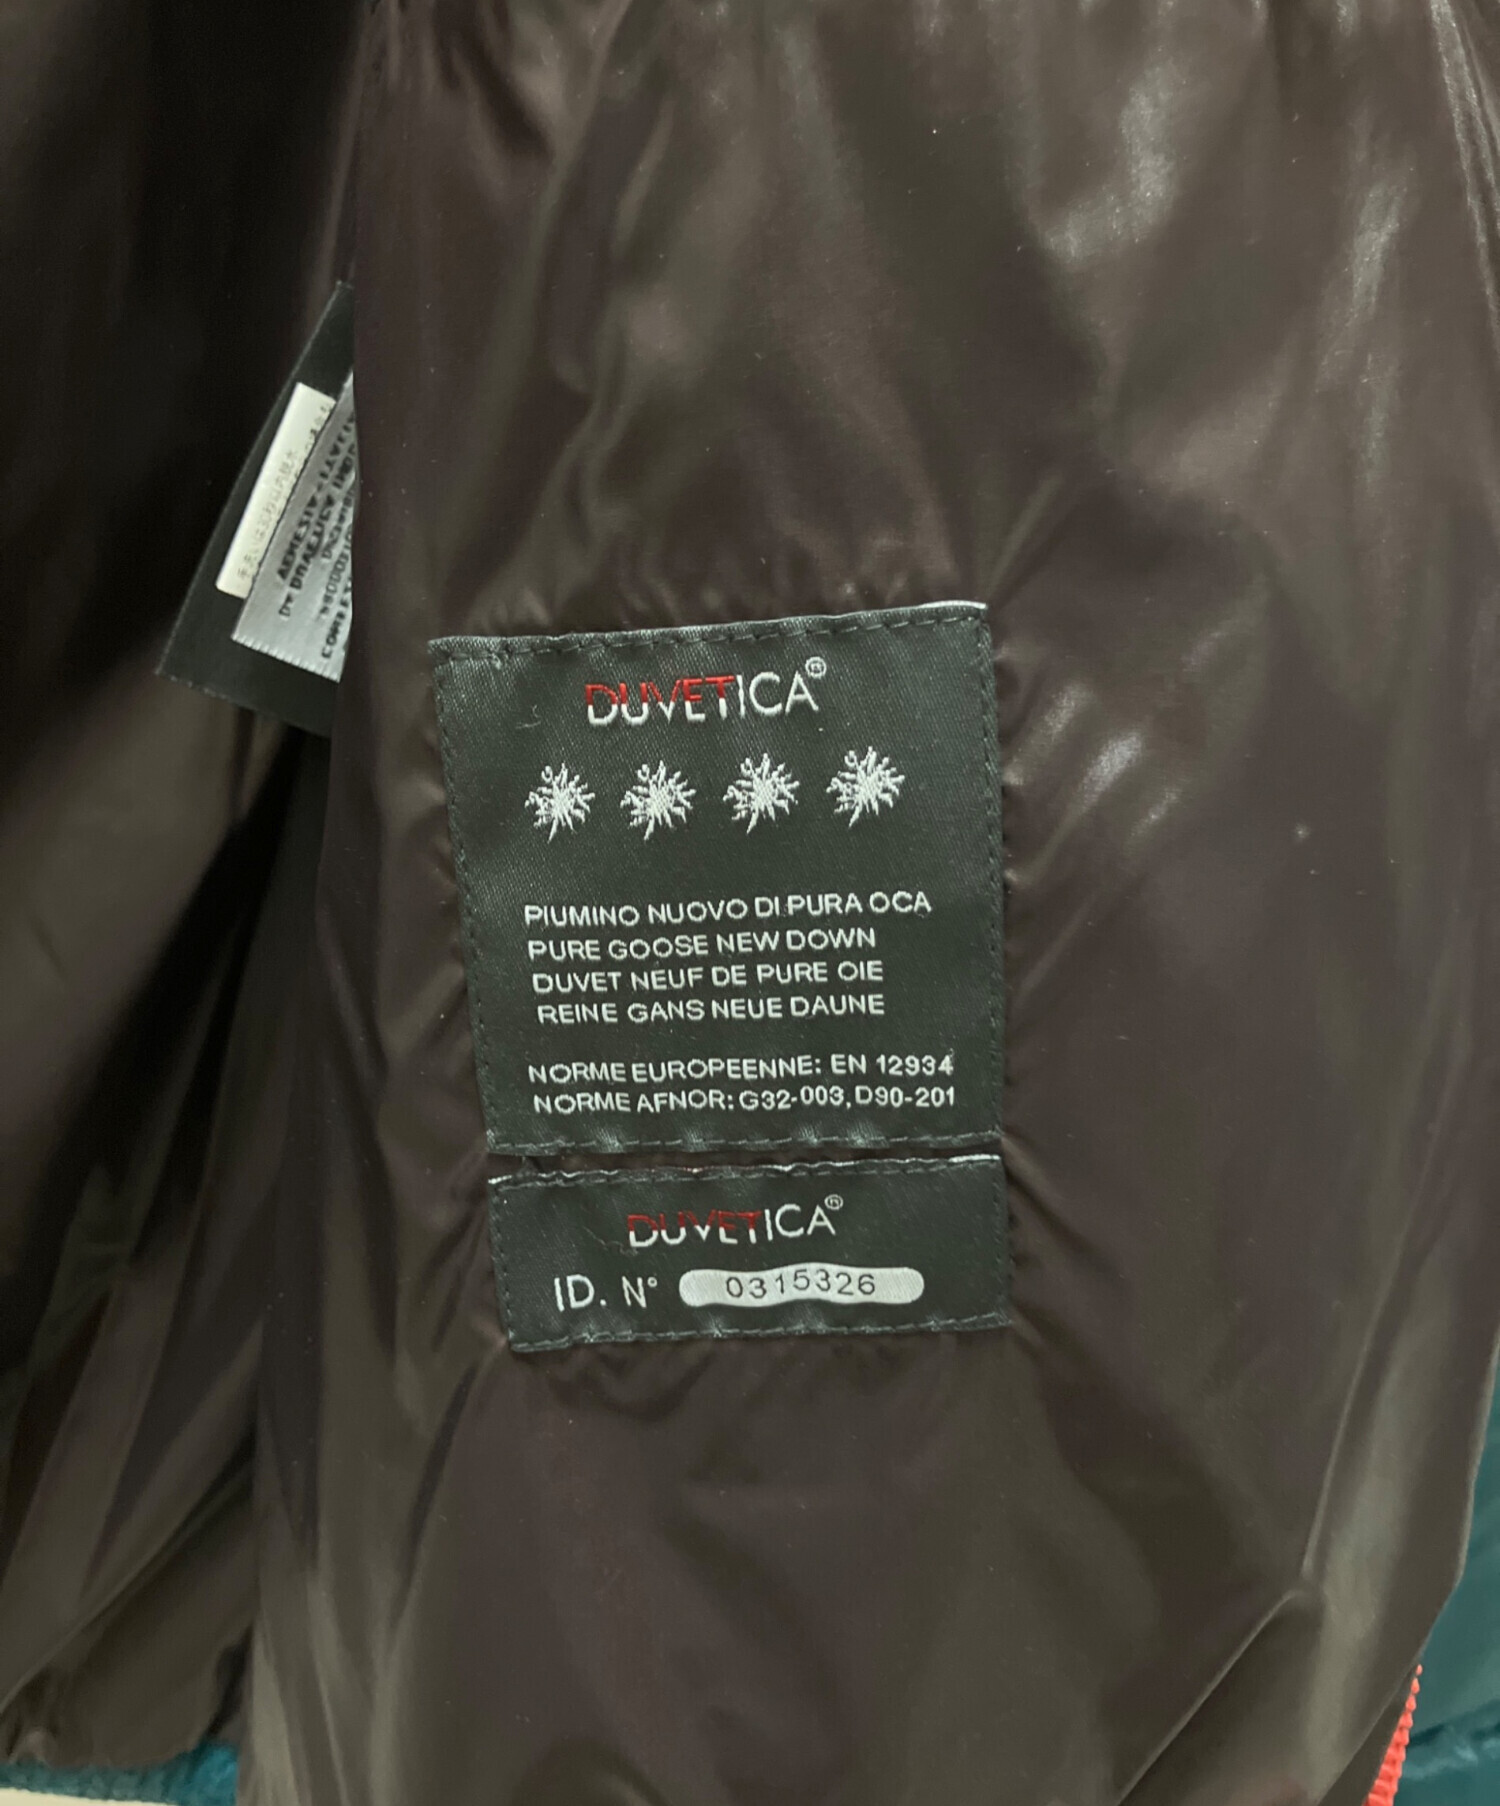 DUVETICA®
PIUMINO NUOVO DI PURA OCA
PURE GOOSE NEW DOWN
DUVET NEUF DE PURE OIE
REINE GANS NEUE DAUNE
NORME EUROPEENNE: EN 12934
NORME AFNOR: G32-003, D90-201
DUVETICA®
ID. N° 0315326